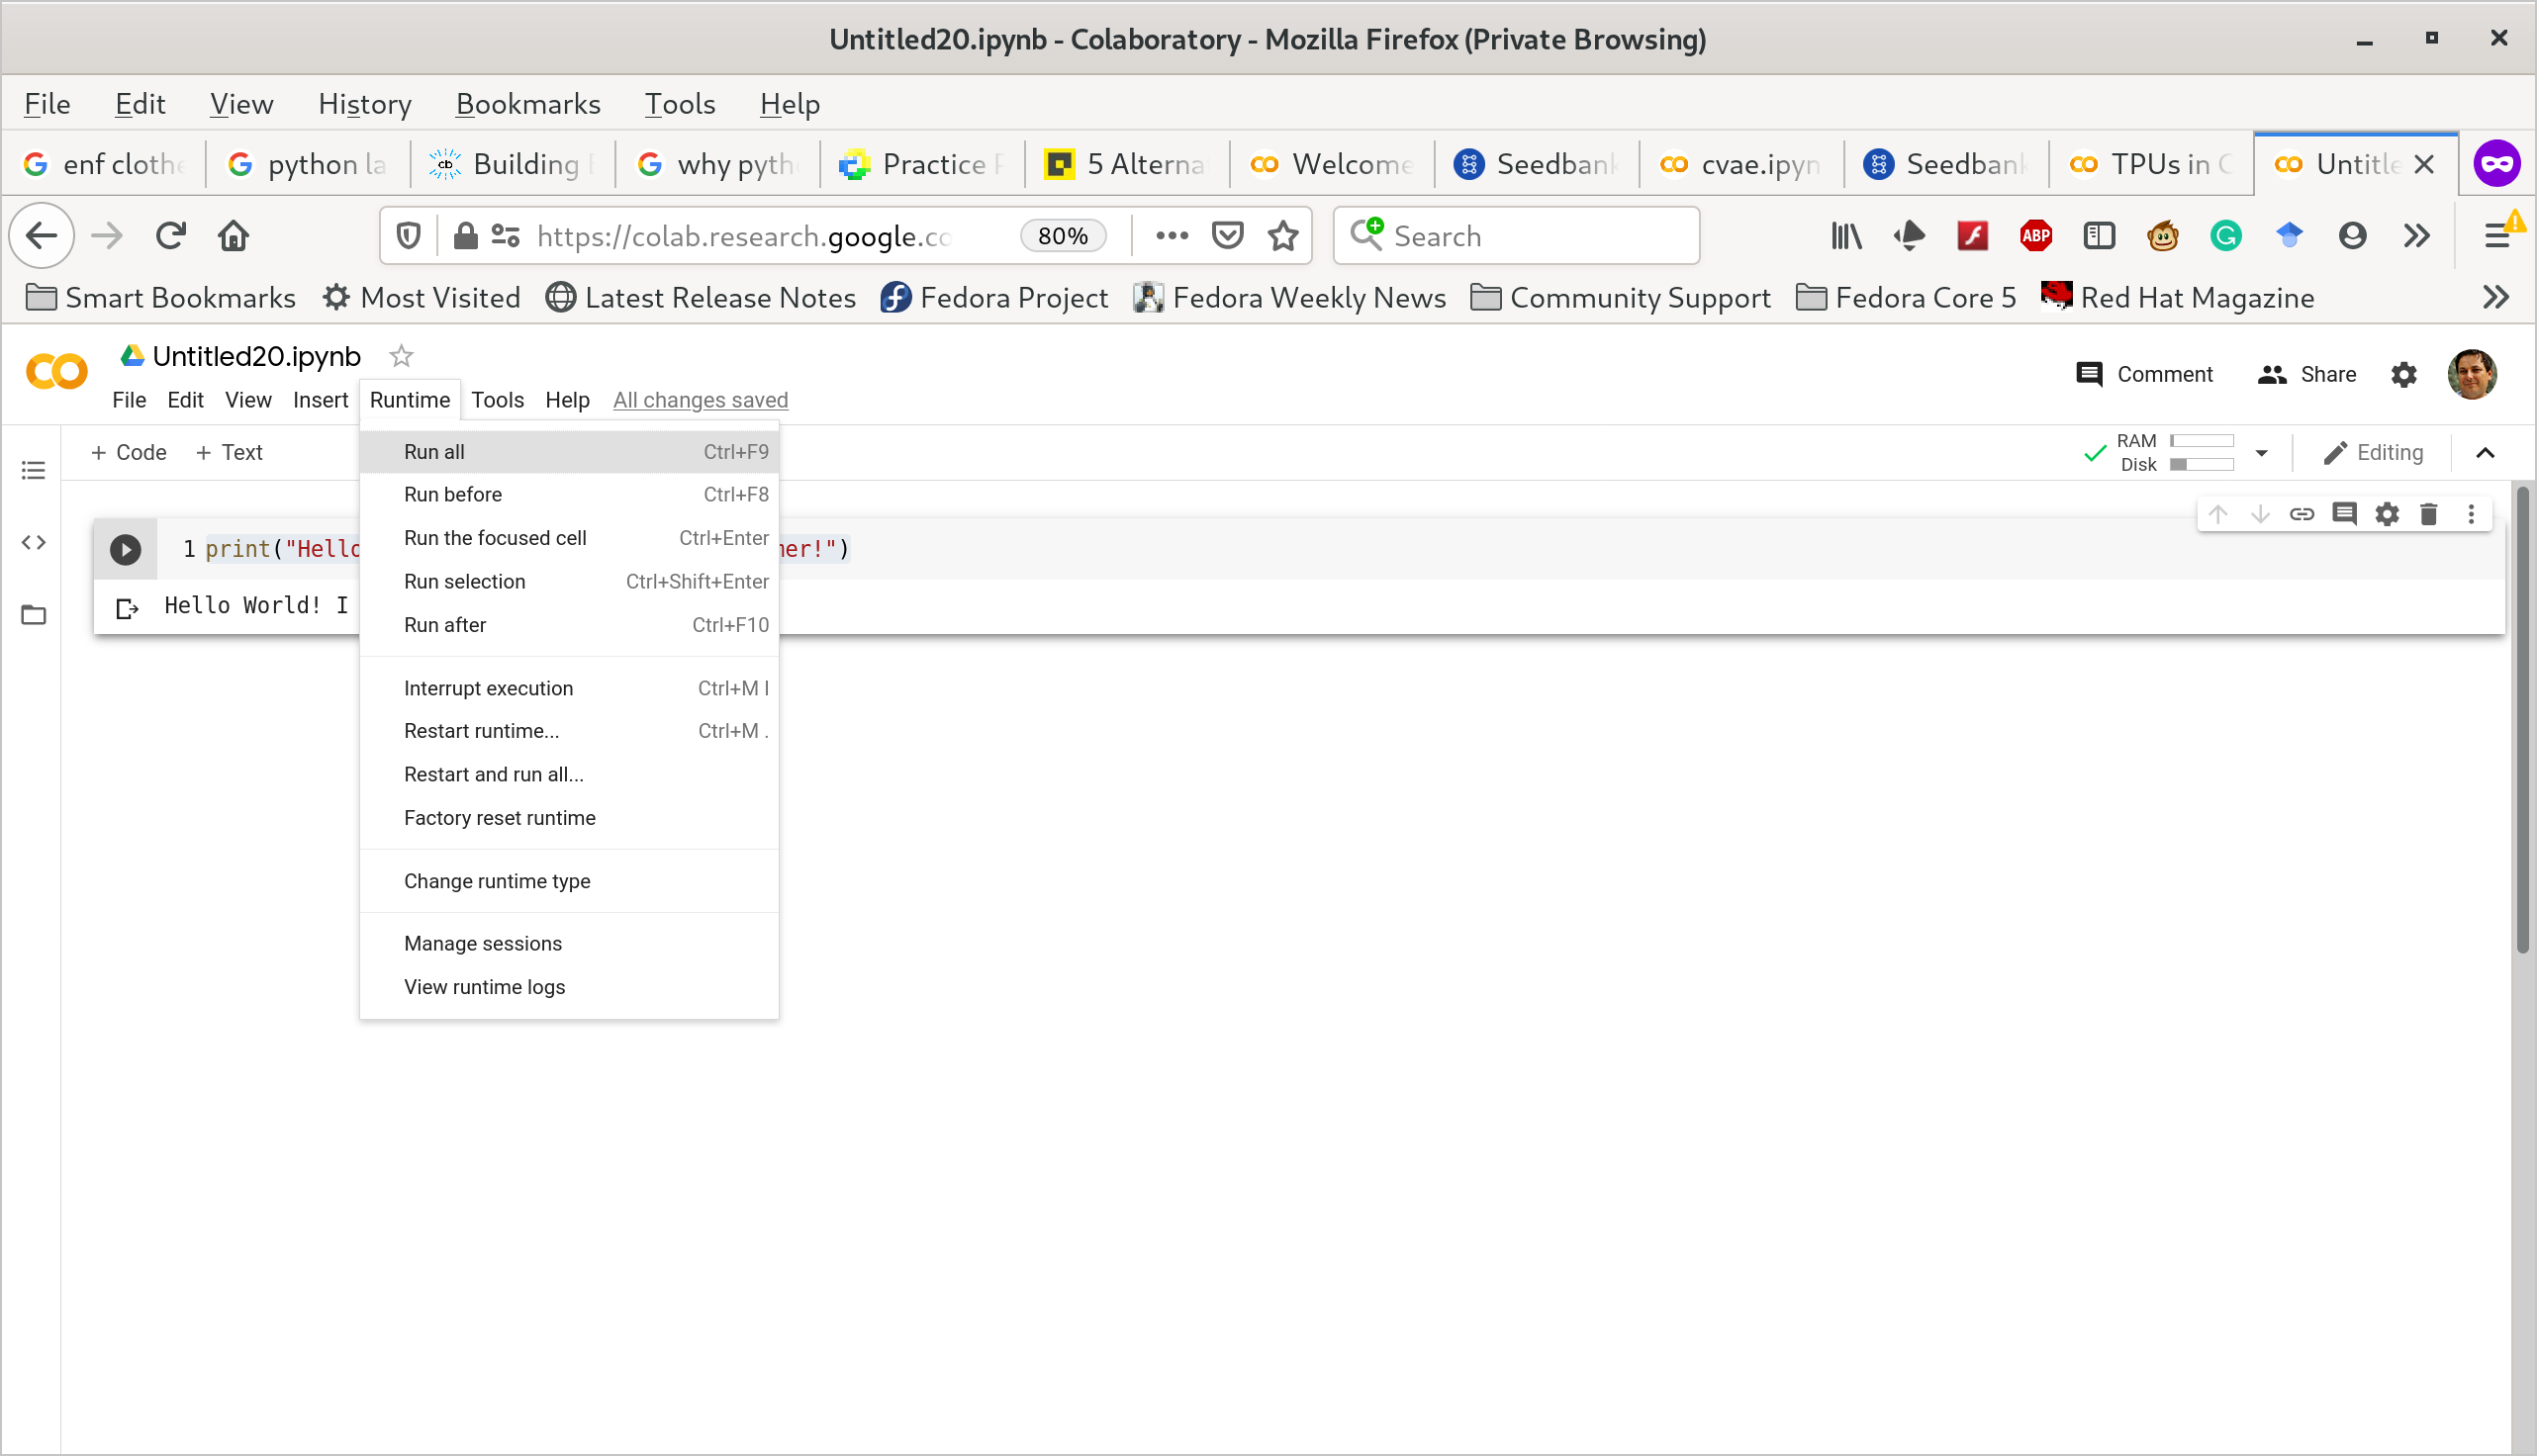 Untitled20.ipynb - Colaboratory - Mozilla Firefox (Private Browsing)
File Edit View History Bookmarks Tools Help
enf clothe python la Building why pyth Practice 5 Alterna Welcome Seedbank cvae.ipyn Seedbank TPUs in Untitle
https://colab.research.google.co 80% Search ABP
Smart Bookmarks Most Visited Latest Release Notes Fedora Project Fedora Weekly News Community Support Fedora Core 5 Red Hat Magazine
Untitled20.ipynb
Comment Share
File Edit View Insert Runtime Tools Help All changes saved
+ Code + Text
RAM
Disk
Editing
Run all Ctrl+F9
Run before Ctrl+F8
Run the focused cell Ctrl+Enter
Run selection Ctrl+Shift+Enter
Run after Ctrl+F10
Interrupt execution Ctrl+M I
Restart runtime... Ctrl+M .
Restart and run all...
Factory reset runtime
Change runtime type
Manage sessions
View runtime logs
1 print("Hello mer!")
Hello World! I